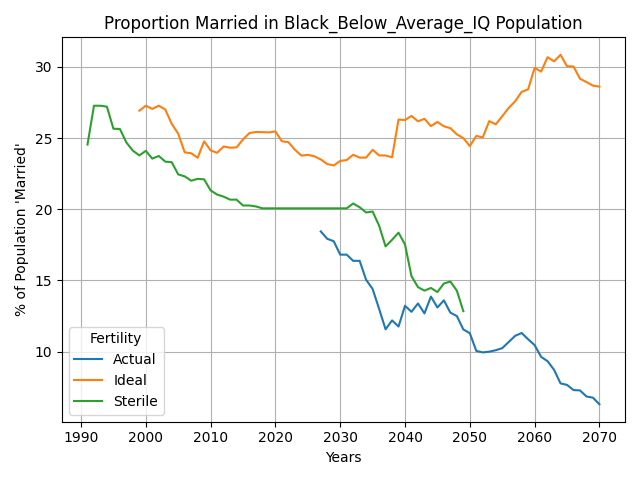 Proportion Married in Black_Below_Average_IQ Population
% of Population 'Married'
30
25
20
15
10
Fertility
Actual
Ideal
Sterile
1990 2000 2010 2020 2030 2040 2050 2060 2070
Years